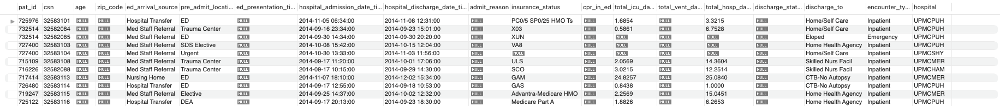 pat_id csn age zip_code ed_arrival_source pre_admit_locati... ed_presentation_ti... hospital_admission_date_ti... hospital_discharge_date_ti... admit_reason insurance_status cpr_in_ed total_icu_da... total_vent_da... total_hosp_da... discharge_stat... discharge_to encounter_ty... hospital
725976 32583101 NULL NULL Hospital Transfer ED NULL 2014-11-05 06:34:00 2014-11-08 12:31:00 NULL PC0/5 SP0/25 HMO Ts NULL 1.6854 NULL 3.3215 NULL Home/Self Care Inpatient UPMCPUH
732514 32582084 NULL NULL Med Staff Referral Trauma Center NULL 2014-09-16 23:34:00 2014-09-23 15:01:00 NULL X03 NULL 0.5861 NULL 6.7528 NULL Home/Self Care Inpatient UPMCPUH
732514 32582085 NULL NULL Med Staff Referral ED NULL 2014-09-30 14:34:00 2014-09-30 20:20:00 NULL XUN NULL NULL NULL NULL NULL Eloped Emergency UPMCPUH
727400 32583103 NULL NULL Med Staff Referral SDS Elective NULL 2014-10-08 15:42:00 2014-10-15 12:04:00 NULL VA8 NULL NULL NULL NULL NULL Home Health Agency Inpatient UPMCPUH
727400 32583104 NULL NULL Med Staff Referral Urgent NULL 2014-10-30 13:33:00 2014-11-03 11:56:00 NULL NULL NULL NULL NULL NULL NULL Home/Self Care Inpatient UPMCSHY
715109 32583108 NULL NULL Med Staff Referral Trauma Center NULL 2014-09-17 11:20:00 2014-10-01 17:06:00 NULL ULS NULL 2.0569 NULL 14.3604 NULL Skilled Nurs Facil Inpatient UPMCMER
716226 32582088 NULL NULL Med Staff Referral Trauma Center NULL 2014-09-17 10:15:00 2014-09-29 14:30:00 NULL SCO NULL 3.0215 NULL 12.2514 NULL Skilled Nurs Facil Inpatient UPMCHAM
717414 32583113 NULL NULL Nursing Home ED NULL 2014-11-07 18:10:00 2014-12-02 15:34:00 NULL GAM NULL 24.8257 NULL 25.0840 NULL CTB-No Autopsy Inpatient UPMCMER
726480 32583114 NULL NULL Hospital Transfer ED NULL 2014-09-17 12:55:00 2014-09-18 10:53:00 NULL GAS NULL 0.8438 NULL 1.0000 NULL CTB-No Autopsy Inpatient UPMCPUH
719247 32583115 NULL NULL Med Staff Referral Elective NULL 2014-09-25 14:37:00 2014-10-02 12:32:00 NULL Advantra-Medicare HMO NULL 2.2569 NULL 15.0451 NULL Home Health Agency Inpatient UPMCMER
725122 32583116 NULL NULL Hospital Transfer DEA NULL 2014-09-17 20:13:00 2014-09-23 18:30:00 NULL Medicare Part A NULL 1.8826 NULL 6.2653 NULL Home Health Agency Inpatient UPMCPUH